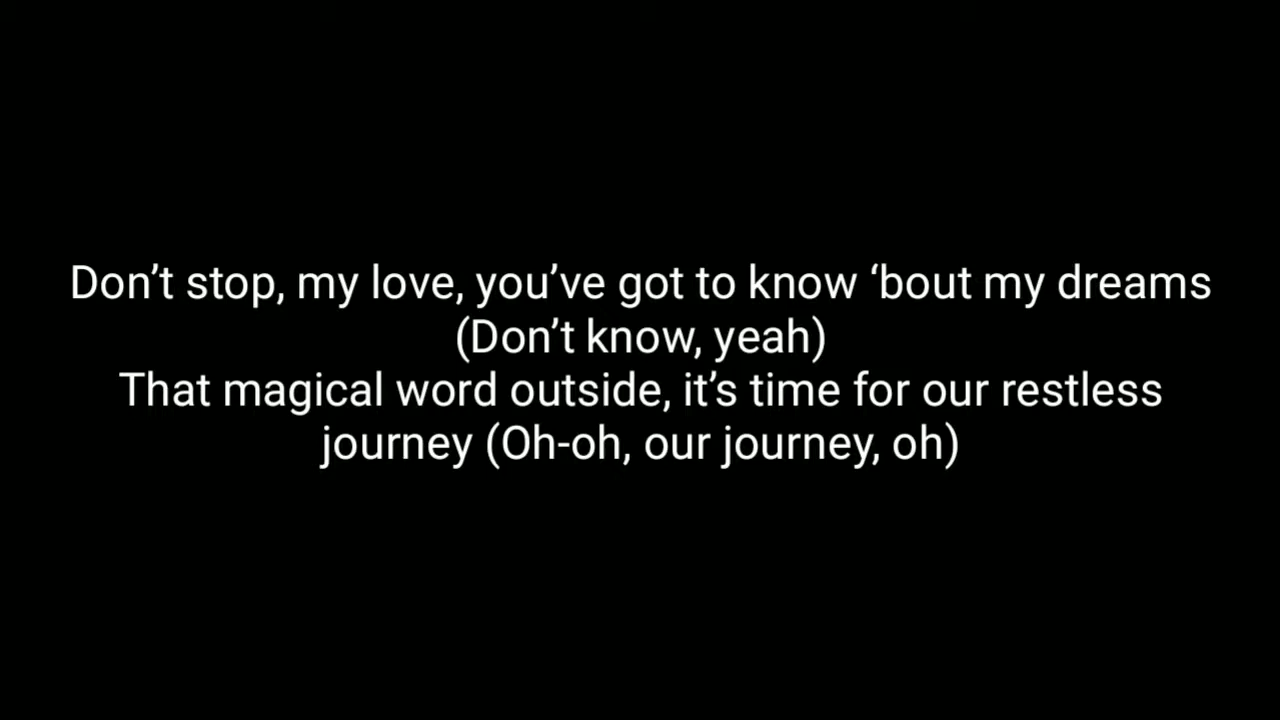 Don’t stop, my love, you’ve got to know ‘bout my dreams
(Don’t know, yeah)
That magical word outside, it’s time for our restless
journey (Oh-oh, our journey, oh)